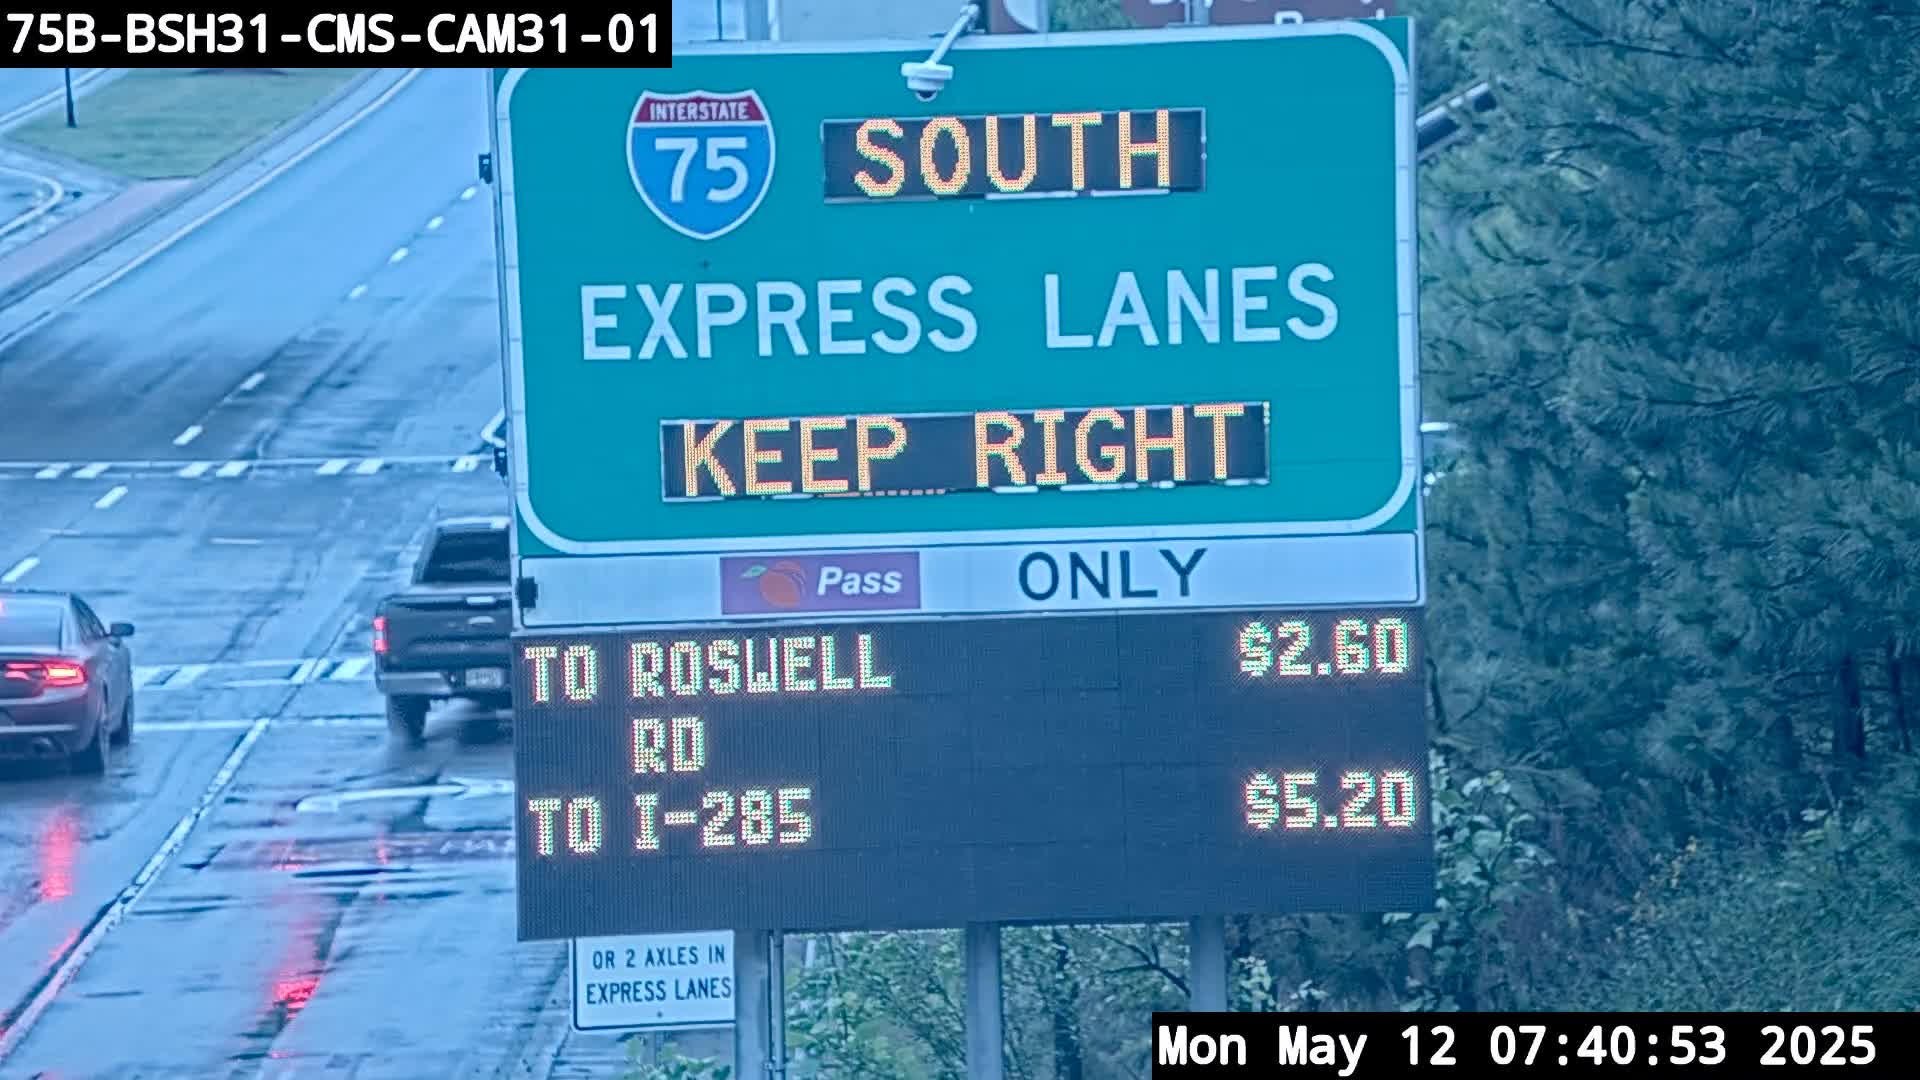 75B-BSH31-CMS-CAM31-01
INTERSTATE
75
SOUTH
EXPRESS LANES
KEEP RIGHT
Pass ONLY
TO ROSWELL $2.60
RD
TO I-285 $5.20
OR 2 AXLES IN
EXPRESS LANES
Mon May 12 07:40:53 2025